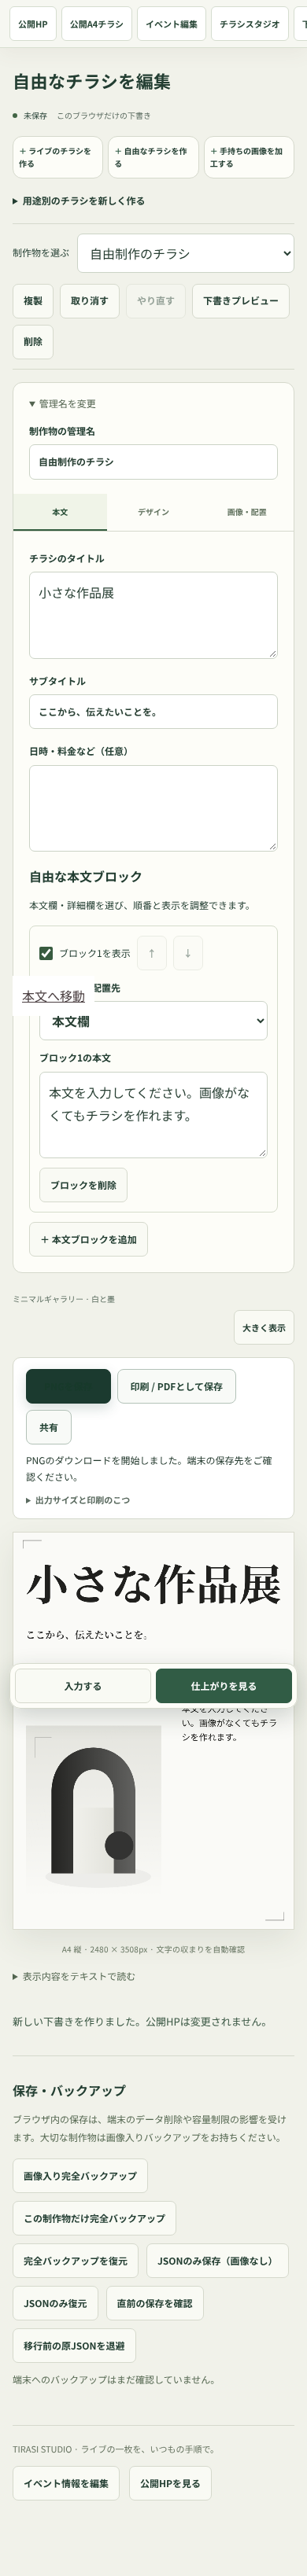 公開HP
公開A4チラシ
イベント編集
チラシスタジオ
自由なチラシを編集
未保存 このブラウザだけの下書き
＋ ライブのチラシを
作る
＋ 自由なチラシを作
る
＋ 手持ちの画像を加
工する
用途別のチラシを新しく作る
制作物を選ぶ
自由制作のチラシ
複製
取り消す
やり直す
下書きプレビュー
削除
管理名を変更
制作物の管理名
自由制作のチラシ
本文
デザイン
画像・配置
チラシのタイトル
小さな作品展
サブタイトル
ここから、伝えたいことを。
日時・料金など（任意）
自由な本文ブロック
本文欄・詳細欄を選び、順番と表示を調整できます。
ブロック1を表示
↑
↓
配置先
本文へ移動
本文欄
ブロック1の本文
本文を入力してください。画像がな
くてもチラシを作れます。
ブロックを削除
＋ 本文ブロックを追加
ミニマルギャラリー · 白と墨
大きく表示
印刷 / PDFとして保存
共有
PNGのダウンロードを開始しました。端末の保存先をご確
認ください。
出力サイズと印刷のこつ
小さな作品展
ここから、伝えたいことを。
入力する
仕上がりを見る
本文を入力してくださ
い。画像がなくてもチラ
シを作れます。
A4 縦 · 2480 × 3508px · 文字の収まりを自動確認
表示内容をテキストで読む
新しい下書きを作りました。公開HPは変更されません。
保存・バックアップ
ブラウザ内の保存は、端末のデータ削除や容量制限の影響を受け
ます。大切な制作物は画像入りバックアップをお持ちください。
画像入り完全バックアップ
この制作物だけ完全バックアップ
完全バックアップを復元
JSONのみ保存（画像なし）
JSONのみ復元
直前の保存を確認
移行前の原JSONを退避
端末へのバックアップはまだ確認していません。
TIRASI STUDIO · ライブの一枚を、いつもの手順で。
イベント情報を編集
公開HPを見る